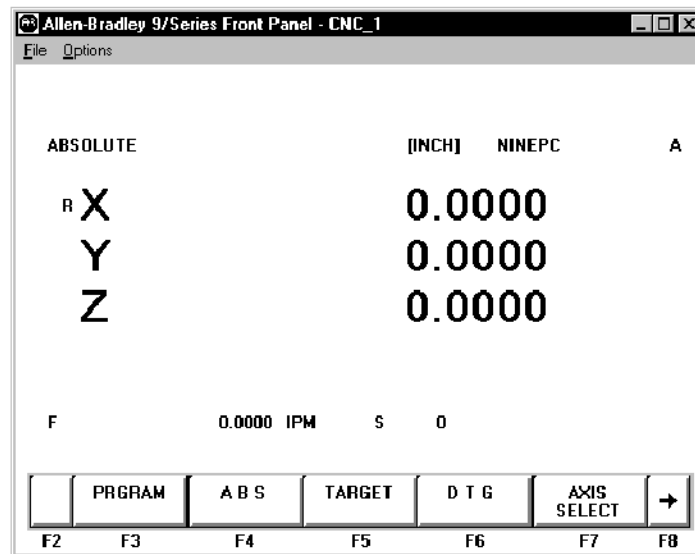 Allen-Bradley 9/Series Front Panel - CNC_1
File Options
ABSOLUTE [INCH] NINEPC A
R X 0.0000
Y 0.0000
Z 0.0000
F 0.0000 IPM S 0
PRGRAM A B S TARGET D T G AXIS SELECT →
F2 F3 F4 F5 F6 F7 F8